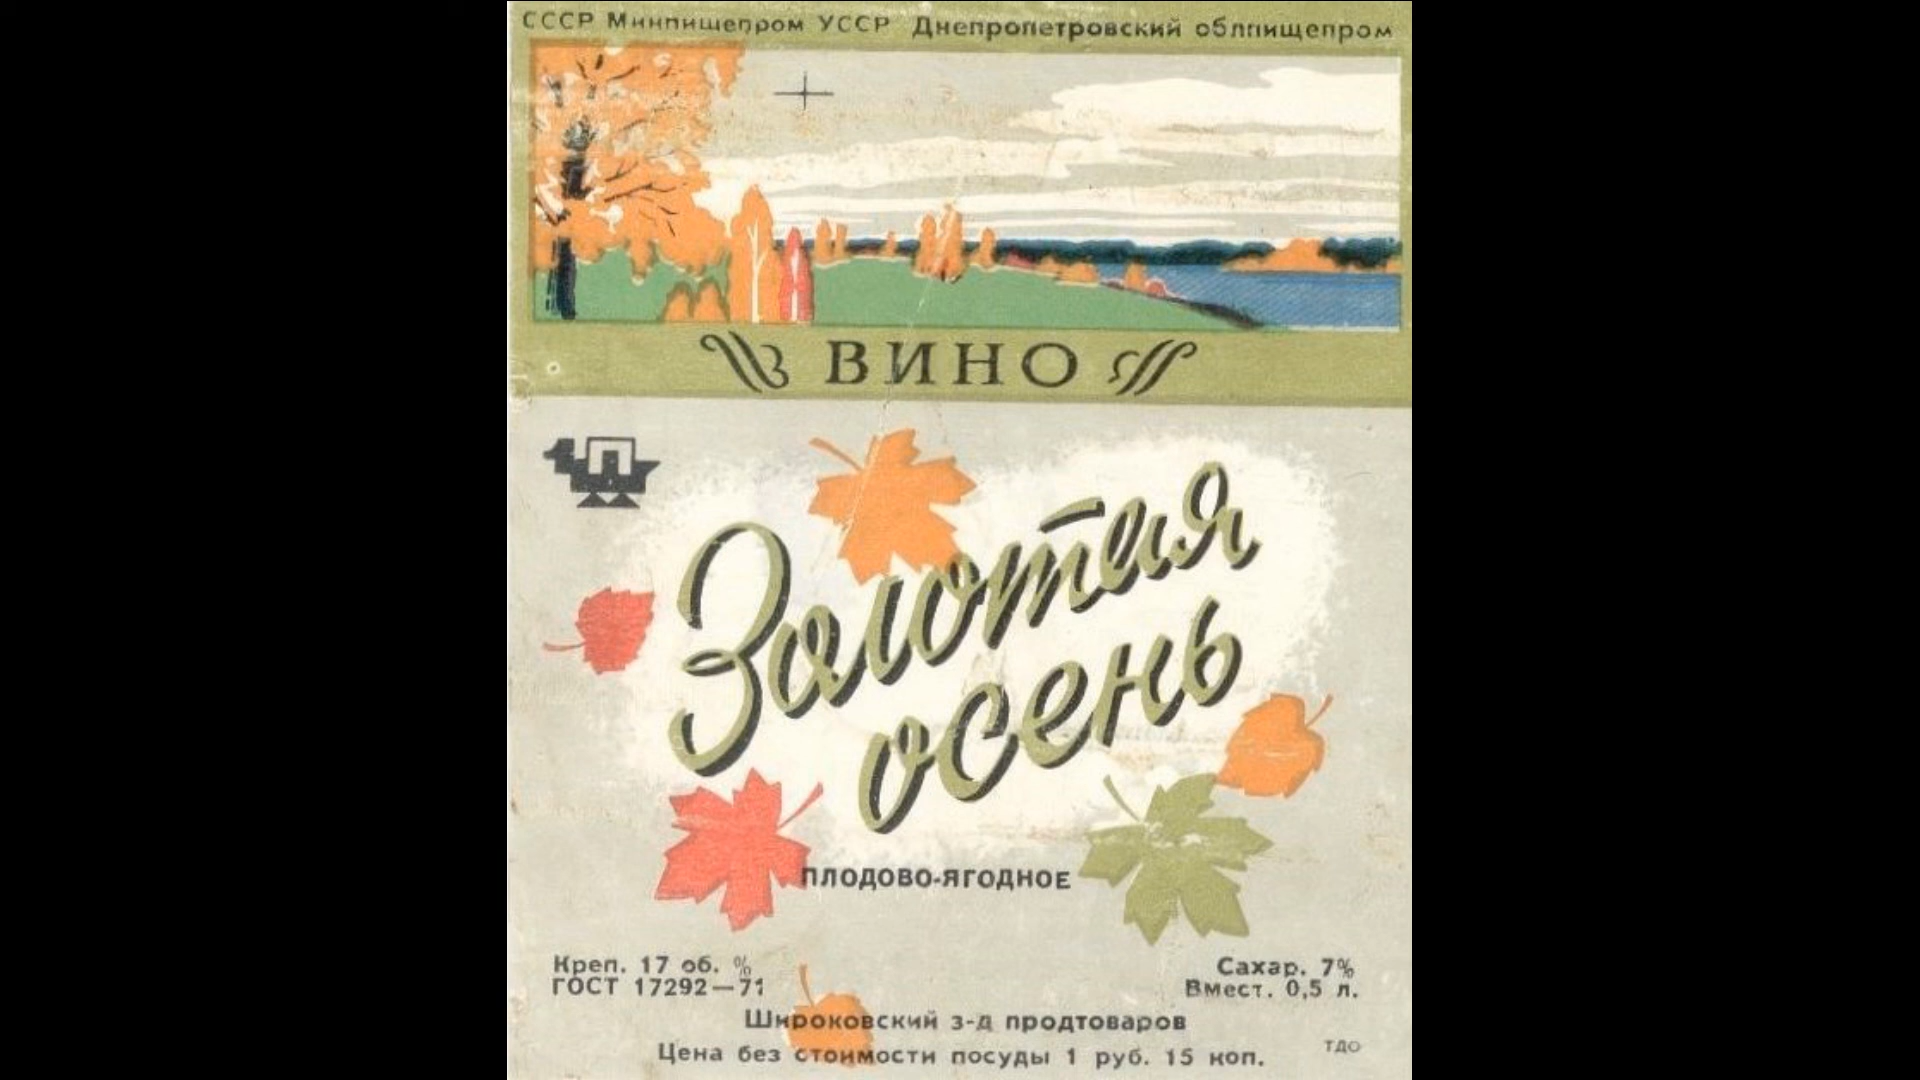 СССР Минпищепром УССР Днепропетровский облпищепром
ВИНО
Золотая
осень
ПЛОДОВО-ЯГОДНОЕ
Креп. 17 об. %
ГОСТ 17292—71
Сахар. 7%
Вмест. 0,5 л.
Широковский з-д продтоваров
Цена без стоимости посуды 1 руб. 15 коп.
ТДО